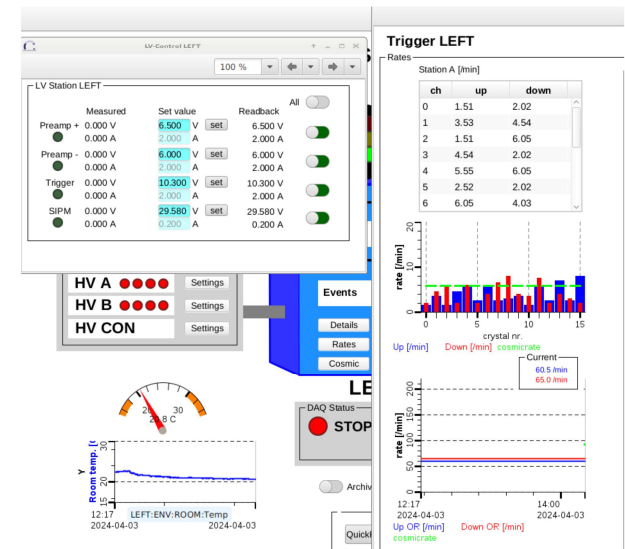 LV-Control LEFT
100 %
LV Station LEFT
All
Measured Set value Readback
Preamp + 0.000 V 6.500 V set 6.500 V
0.000 A 2.000 A 2.000 A
Preamp - 0.000 V 6.000 V set 6.000 V
0.000 A 2.000 A 2.000 A
Trigger 0.000 V 10.300 V set 10.300 V
0.000 A 2.000 A 2.000 A
SIPM 0.000 V 29.580 V set 29.580 V
0.000 A 0.200 A 0.200 A
HV A Settings
HV B Settings
HV CON Settings
Events
Details
Rates
Cosmic
LE
DAQ Status
STOP
Archiv
Quick
30
Y
Room temp.
30
20
15
12:17
2024-04-03
LEFT:ENV:ROOM:Temp
2024-04-03
Trigger LEFT
Rates
Station A [/min]
ch up down
0 1.51 2.02
1 3.53 4.54
2 1.51 6.05
3 4.54 2.02
4 5.55 6.05
5 2.52 2.02
6 6.05 4.03
rate [/min]
20
10
0
0 5 10 15
crystal nr.
Up [/min] Down [/min] cosmicrate
Current
60.5 /min
65.0 /min
rate [/min]
200
150
100
50
0
12:17 14:00
2024-04-03 2024-04-03
Up OR [/min] Down OR [/min]
cosmicrate